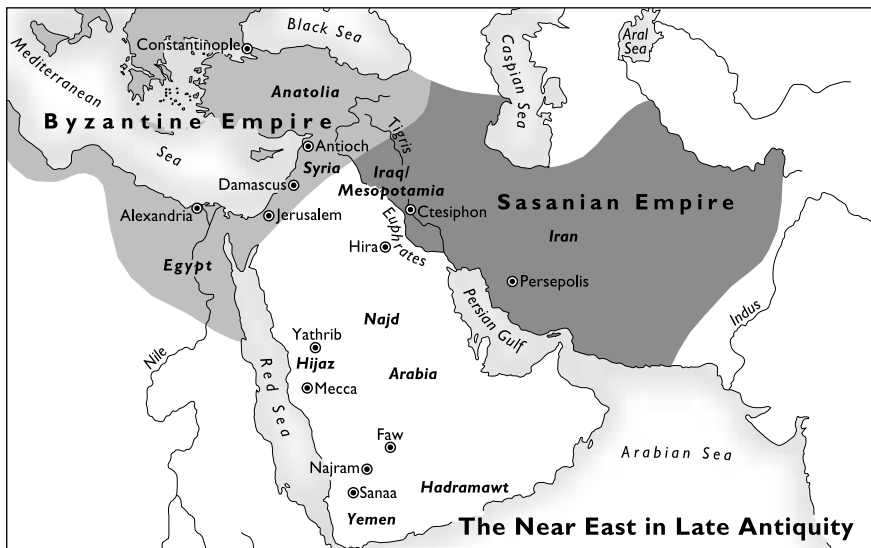 Black Sea
Constantinople
Caspian Sea
Aral
Sea
Mediterranean
Anatolia
Byzantine Empire
Tigris
Sea
Antioch
Syria
Iraq/
Mesopotamia
Damascus
Sasanian Empire
Alexandria
Jerusalem
Ctesiphon
Iran
Hira
Euphrates
Egypt
Persepolis
Indus
Najd
Persian Gulf
Yathrib
Nile
Hijaz
Red Sea
Arabia
Mecca
Faw
Arabian Sea
Najram
Hadramawt
Sanaa
Yemen
The Near East in Late Antiquity